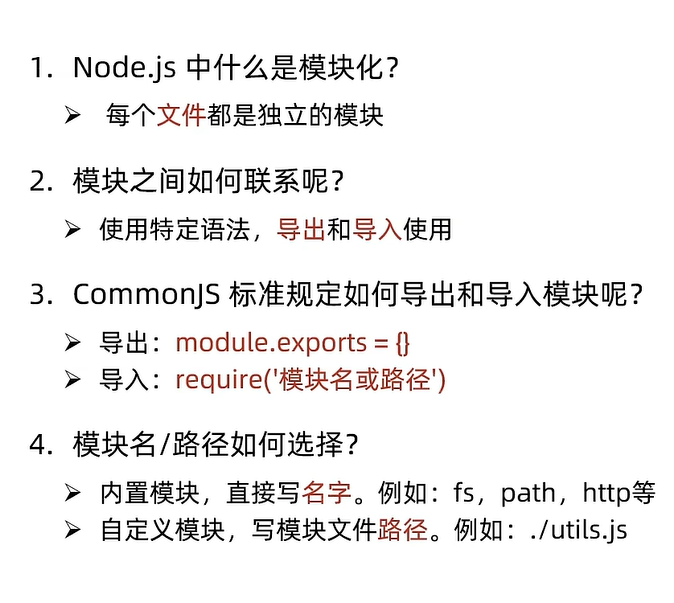 1. Node.js 中什么是模块化？
➢ 每个文件都是独立的模块
2. 模块之间如何联系呢？
➢ 使用特定语法，导出和导入使用
3. CommonJS 标准规定如何导出和导入模块呢？
➢ 导出：module.exports = {}
➢ 导入：require('模块名或路径')
4. 模块名/路径如何选择？
➢ 内置模块，直接写名字。例如：fs，path，http等
➢ 自定义模块，写模块文件路径。例如：./utils.js